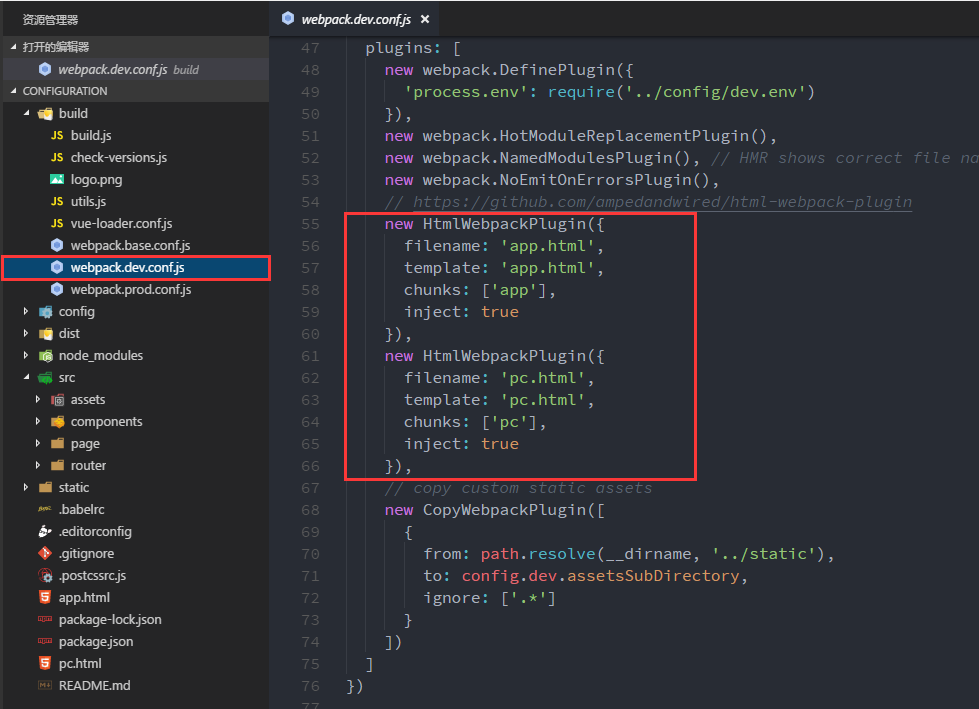 资源管理器
打开的编辑器
webpack.dev.conf.js build
CONFIGURATION
build
JS build.js
JS check-versions.js
logo.png
JS utils.js
JS vue-loader.conf.js
webpack.base.conf.js
webpack.dev.conf.js
webpack.prod.conf.js
config
dist
node_modules
src
assets
components
page
router
static
.babelrc
.editorconfig
.gitignore
.postcssrc.js
app.html
package-lock.json
package.json
pc.html
README.md
webpack.dev.conf.js ×
47 plugins: [
48 new webpack.DefinePlugin({
49 'process.env': require('../config/dev.env')
50 }),
51 new webpack.HotModuleReplacementPlugin(),
52 new webpack.NamedModulesPlugin(), // HMR shows correct file na
53 new webpack.NoEmitOnErrorsPlugin(),
54 // https://github.com/ampedandwired/html-webpack-plugin
55 new HtmlWebpackPlugin({
56 filename: 'app.html',
57 template: 'app.html',
58 chunks: ['app'],
59 inject: true
60 }),
61 new HtmlWebpackPlugin({
62 filename: 'pc.html',
63 template: 'pc.html',
64 chunks: ['pc'],
65 inject: true
66 }),
67 // copy custom static assets
68 new CopyWebpackPlugin([
69 {
70 from: path.resolve(__dirname, '../static'),
71 to: config.dev.assetsSubDirectory,
72 ignore: ['.*']
73 }
74 ])
75 ]
76 })
77